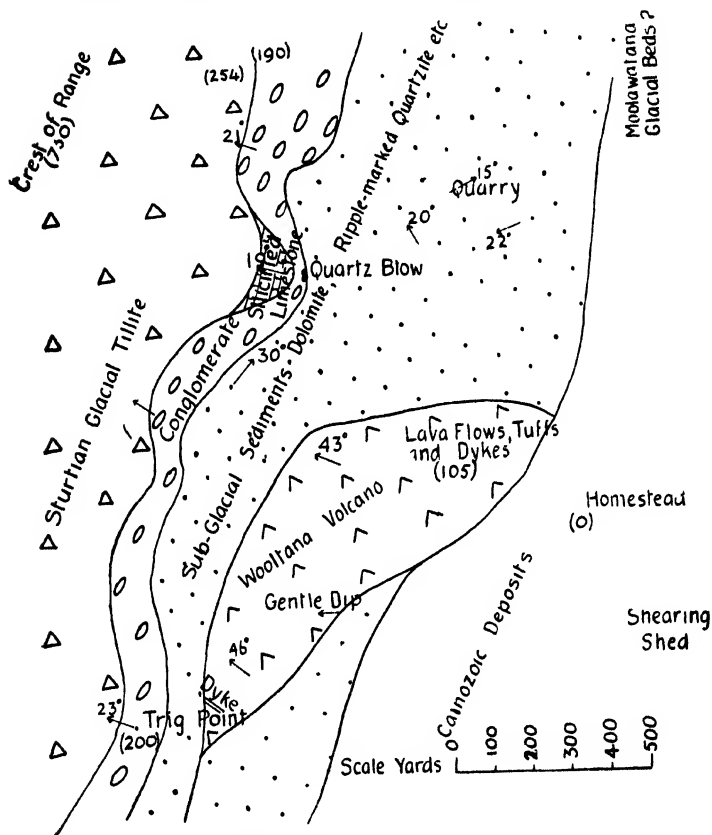 (190)
(254)
Crest of Range
(730)
21°
Moolawatana
Glacial Beds ?
Sub-Glacial Sediments Dolomite, Ripple-marked Quartzite etc
15°
Quarry
20°
22°
Silicified
Limestone
Quartz Blow
Conglomerate
30°
Sturtian Glacial Tillite
43°
Lava Flows, Tuffs
and Dykes
(105)
Wooltana Volcano
Homestead
(0)
Gentle Dip
Cainozoic Deposits
Shearing
Shed
46°
Dyke
23°
Trig Point
(200)
Scale Yards
0 100 200 300 400 500